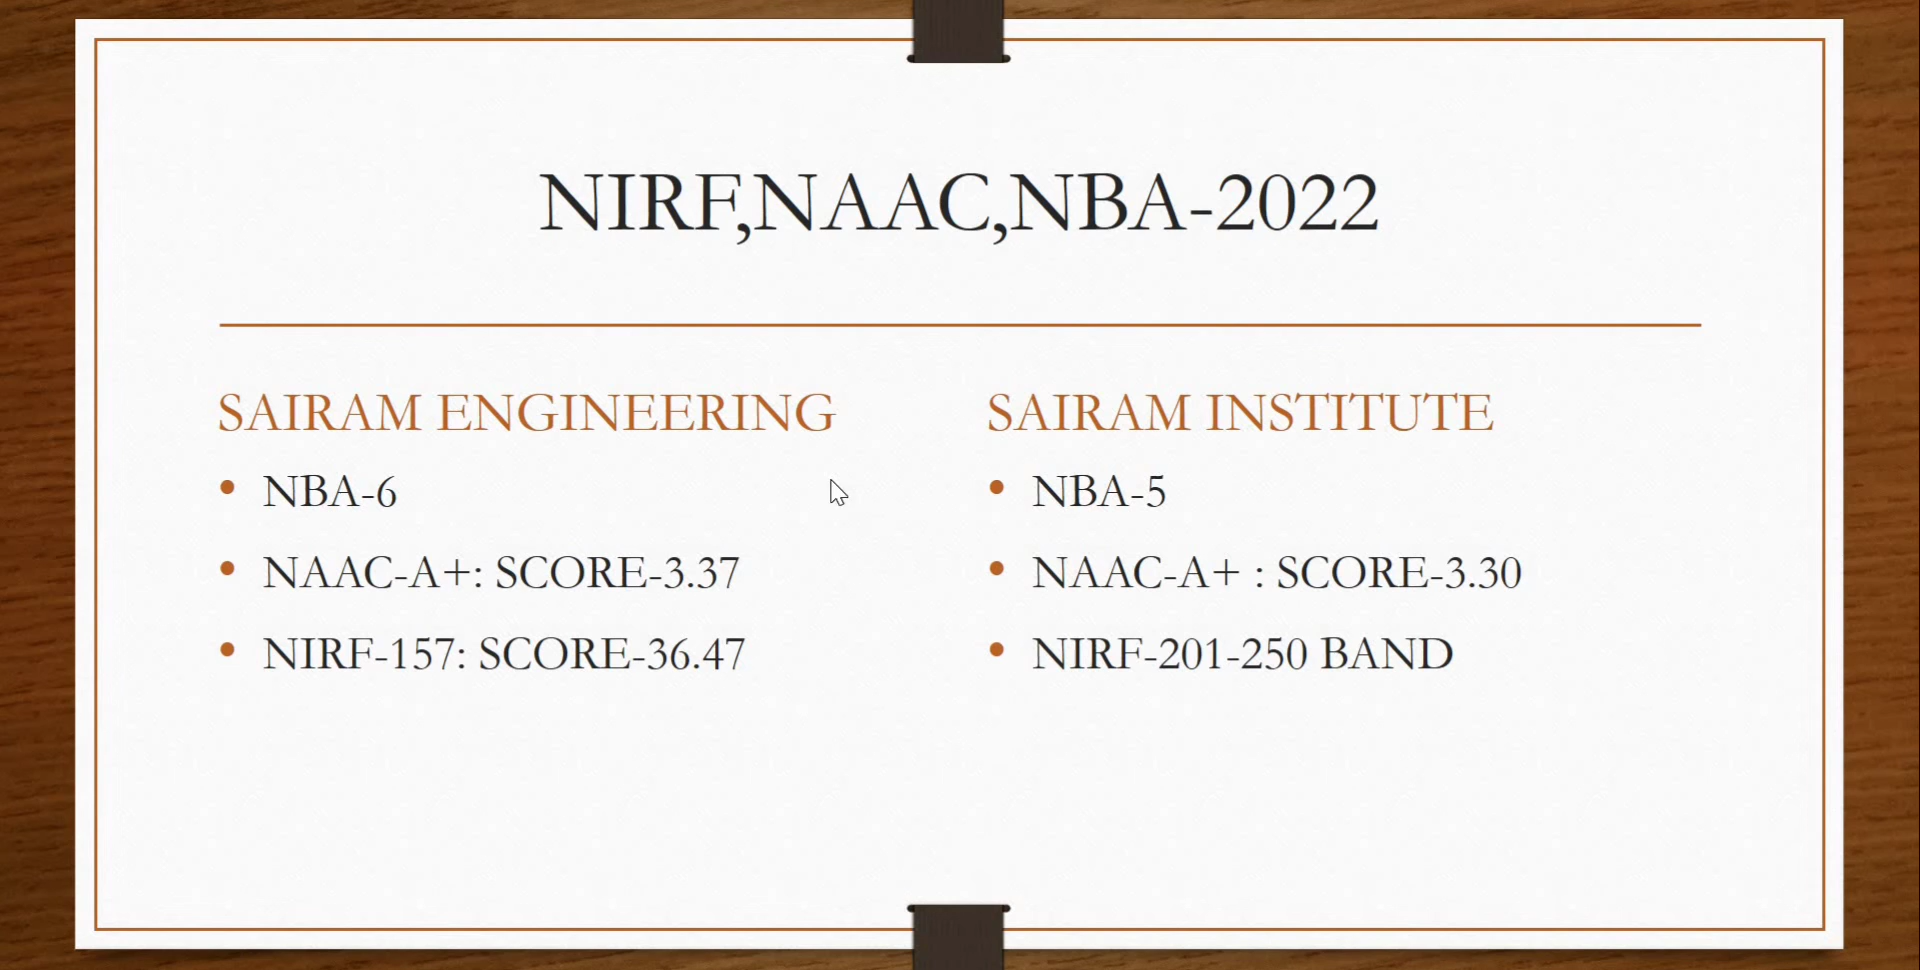 NIRF,NAAC,NBA-2022
SAIRAM ENGINEERING
• NBA-6
• NAAC-A+: SCORE-3.37
• NIRF-157: SCORE-36.47
SAIRAM INSTITUTE
• NBA-5
• NAAC-A+ : SCORE-3.30
• NIRF-201-250 BAND